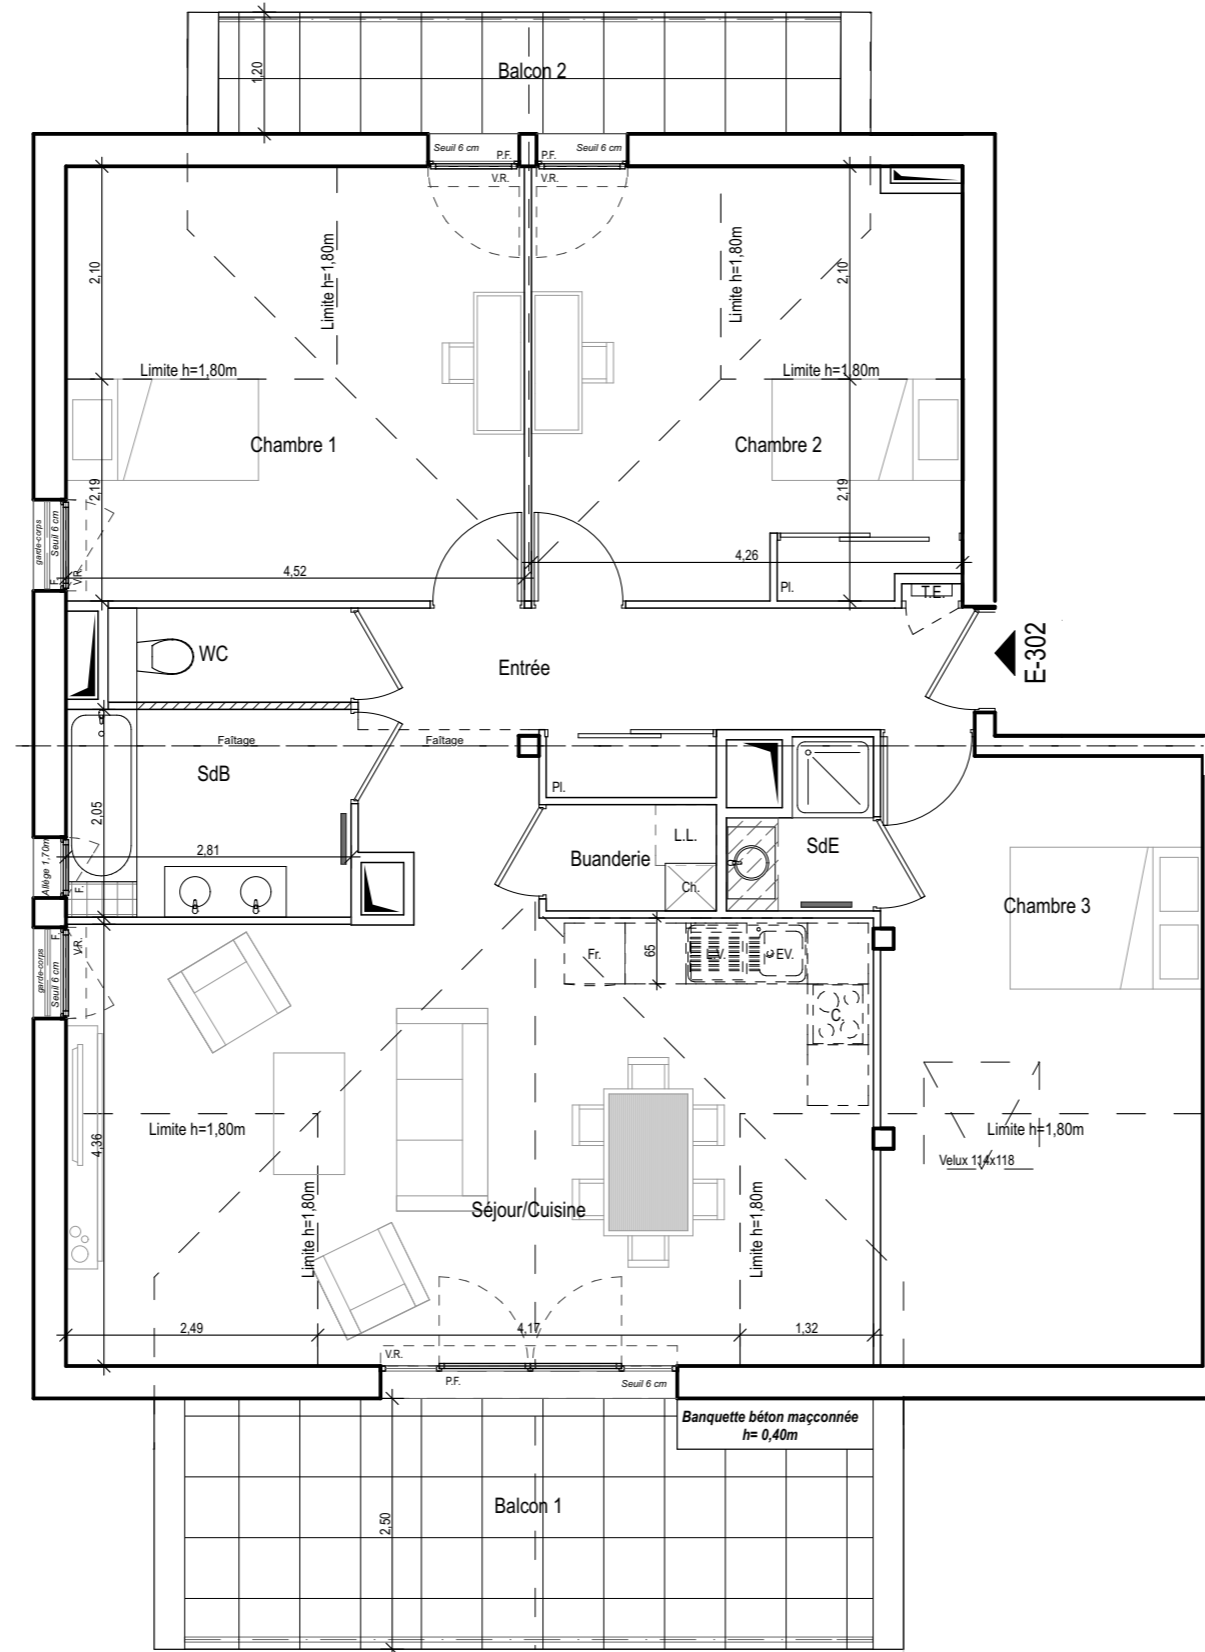 1,20
Balcon 2
Seuil 6 cm
P.F.
P.F.
Seuil 6 cm
V.R.
V.R.
2,10
Limite h=1,80m
Limite h=1,80m
2,10
Limite h=1,80m
Limite h=1,80m
Chambre 1
Chambre 2
2,19
2,19
garde-corps
Seuil 6 cm
F.
V.R.
4,52
4,26
Pl.
T.E.
WC
Entrée
E-302
Faîtage
Faîtage
SdB
Pl.
2,05
L.L.
SdE
Buanderie
2,81
Allège 1,70m
F.
Ch.
Chambre 3
garde-corps
Seuil 6 cm
F.
V.R.
Fr.
65
L.V.
EV.
C.
Limite h=1,80m
Limite h=1,80m
4,36
Velux 114x118
Séjour/Cuisine
Limite h=1,80m
Limite h=1,80m
2,49
4,17
1,32
V.R.
P.F.
Seuil 6 cm
Banquette béton maçconnée
h= 0,40m
Balcon 1
2,50